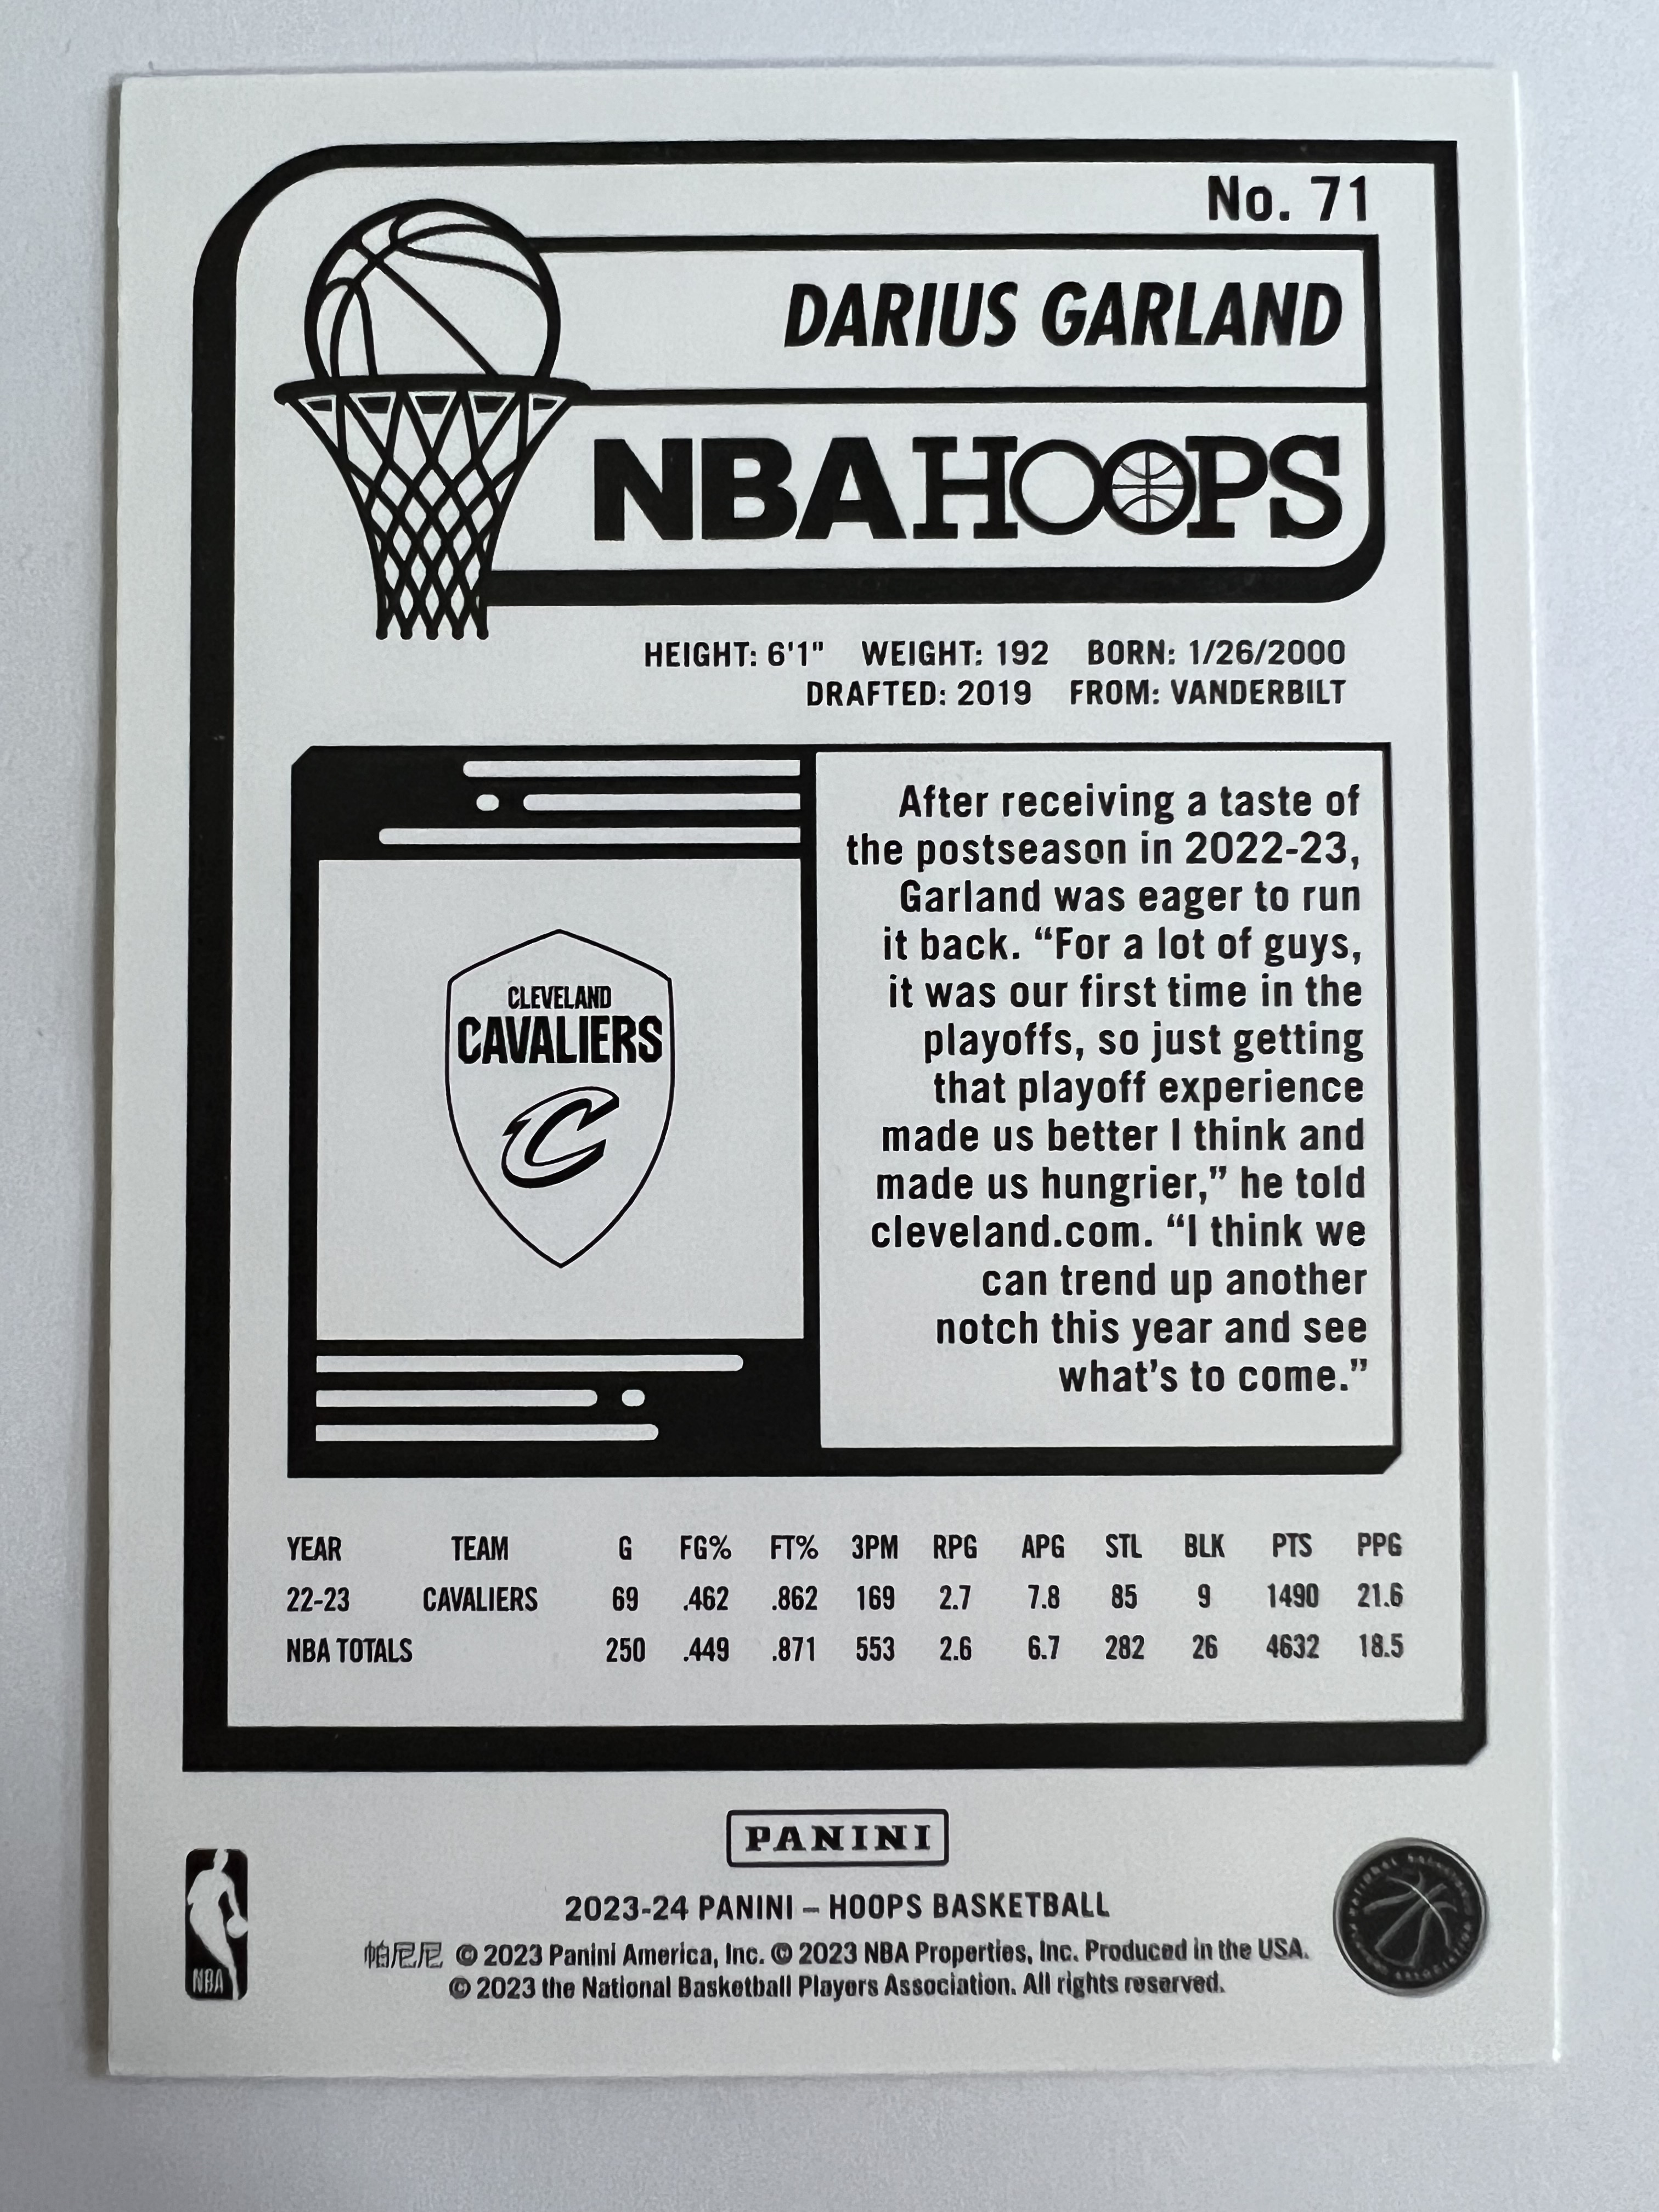 No. 71
DARIUS GARLAND
NBA HOOPS
HEIGHT: 6'1" WEIGHT: 192 BORN: 1/26/2000
DRAFTED: 2019 FROM: VANDERBILT
CLEVELAND
CAVALIERS
C
After receiving a taste of
the postseason in 2022-23,
Garland was eager to run
it back. “For a lot of guys,
it was our first time in the
playoffs, so just getting
that playoff experience
made us better I think and
made us hungrier,” he told
cleveland.com. “I think we
can trend up another
notch this year and see
what’s to come.”
YEAR TEAM G FG% FT% 3PM RPG APG STL BLK PTS PPG
22-23 CAVALIERS 69 .462 .862 169 2.7 7.8 85 9 1490 21.6
NBA TOTALS 250 .449 .871 553 2.6 6.7 282 26 4632 18.5
PANINI
2023-24 PANINI – HOOPS BASKETBALL
帕尼尼 © 2023 Panini America, Inc. © 2023 NBA Properties, Inc. Produced in the USA.
© 2023 the National Basketball Players Association. All rights reserved.
NBA
NATIONAL BASKETBALL PLAYERS ASSOCIATION